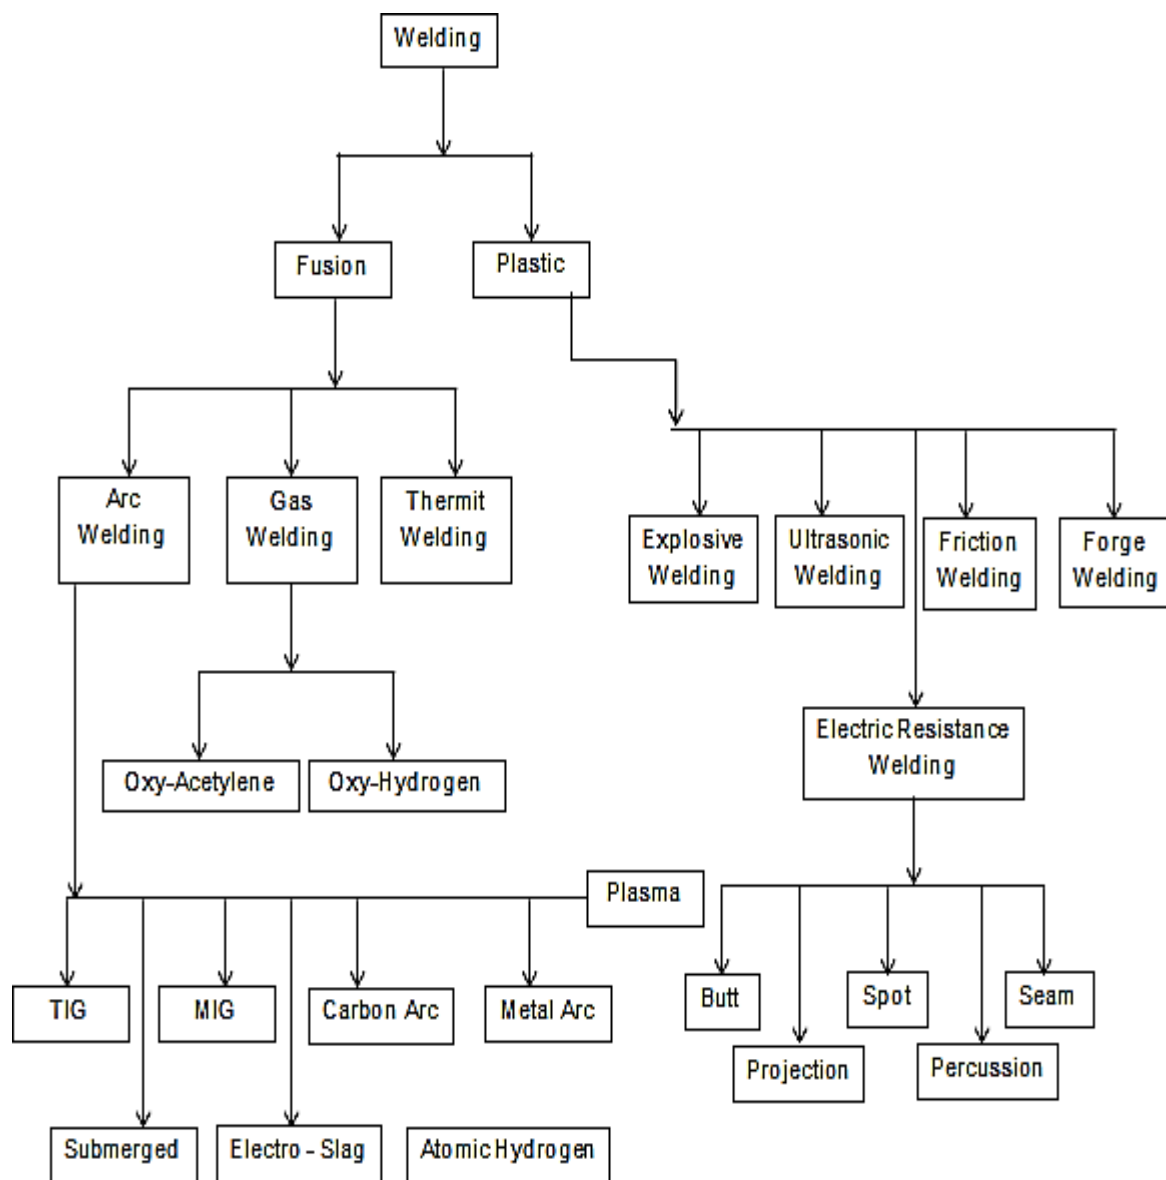 Welding
Fusion
Plastic
Arc
Welding
Gas
Welding
Thermit
Welding
Explosive
Welding
Ultrasonic
Welding
Friction
Welding
Forge
Welding
Electric Resistance
Welding
Oxy-Acetylene
Oxy-Hydrogen
Plasma
TIG
MIG
Carbon Arc
Metal Arc
Butt
Spot
Seam
Projection
Percussion
Submerged
Electro - Slag
Atomic Hydrogen